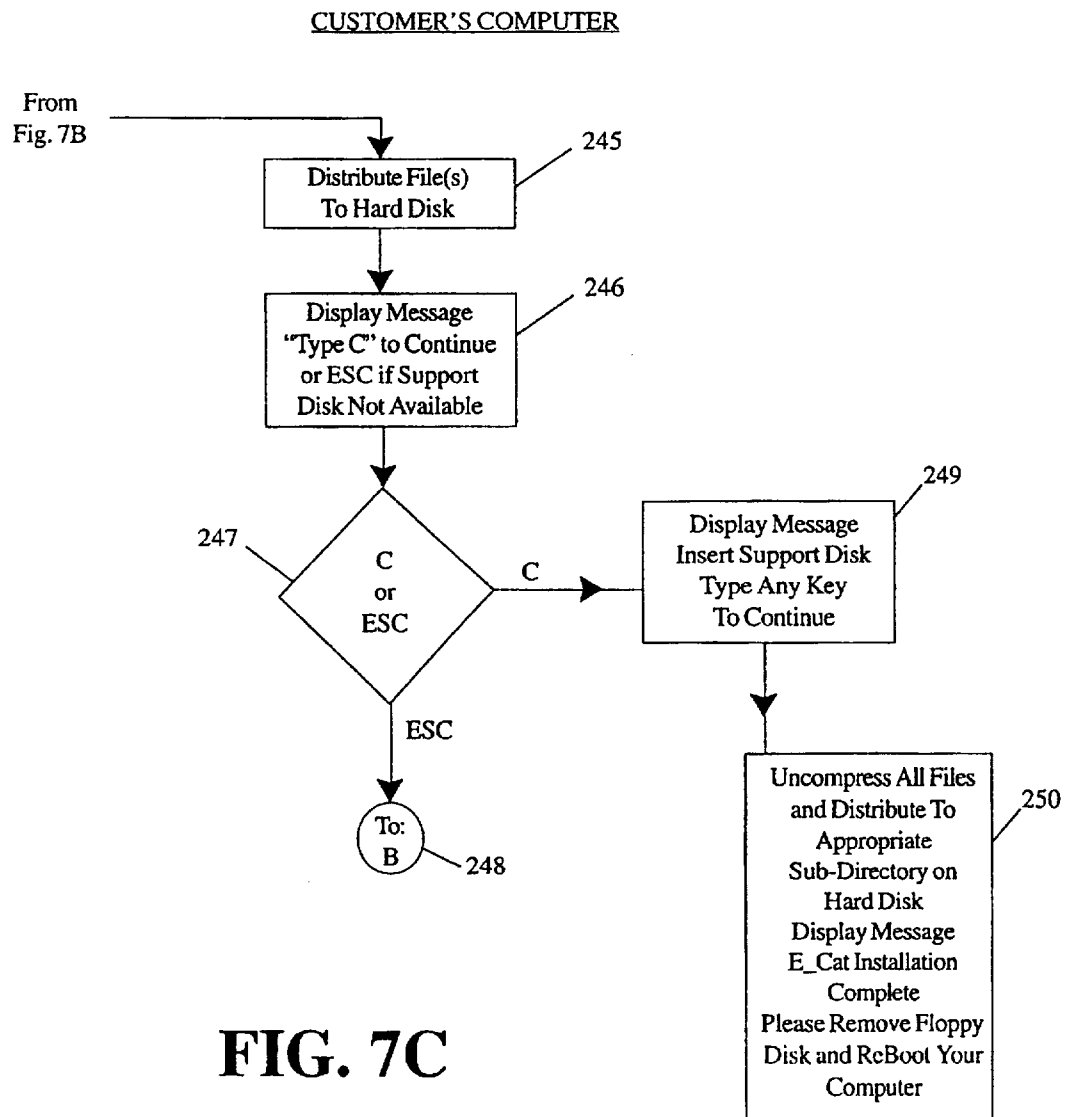 CUSTOMER'S COMPUTER
From
Fig. 7B
245
Distribute File(s)
To Hard Disk
246
Display Message
“Type C” to Continue
or ESC if Support
Disk Not Available
247
C
or
ESC
C
249
Display Message
Insert Support Disk
Type Any Key
To Continue
ESC
To:
B
248
250
Uncompress All Files
and Distribute To
Appropriate
Sub-Directory on
Hard Disk
Display Message
E_Cat Installation
Complete
Please Remove Floppy
Disk and ReBoot Your
Computer
FIG. 7C